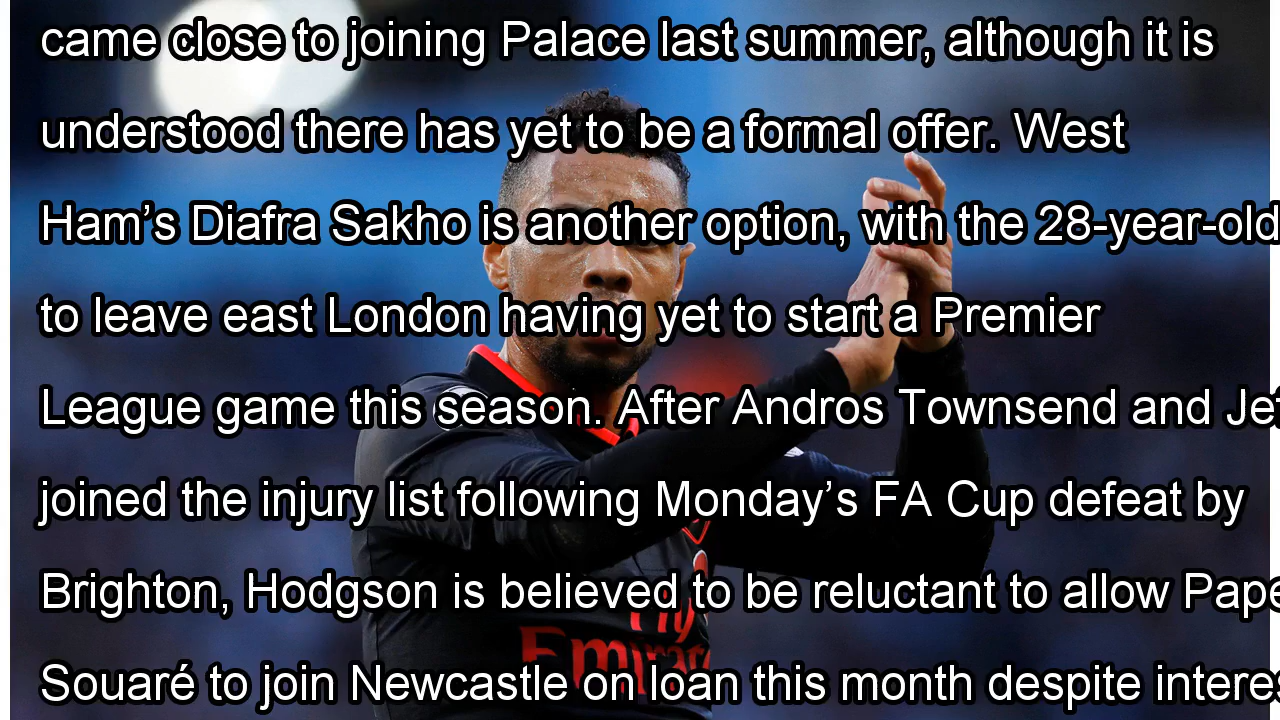 came close to joining Palace last summer, although it is
understood there has yet to be a formal offer. West
Ham’s Diafra Sakho is another option, with the 28-year-old
to leave east London having yet to start a Premier
League game this season. After Andros Townsend and
joined the injury list following Monday’s FA Cup defeat by
Brighton, Hodgson is believed to be reluctant to allow Pape
Souaré to join Newcastle on loan this month despite
Fly
Emirates